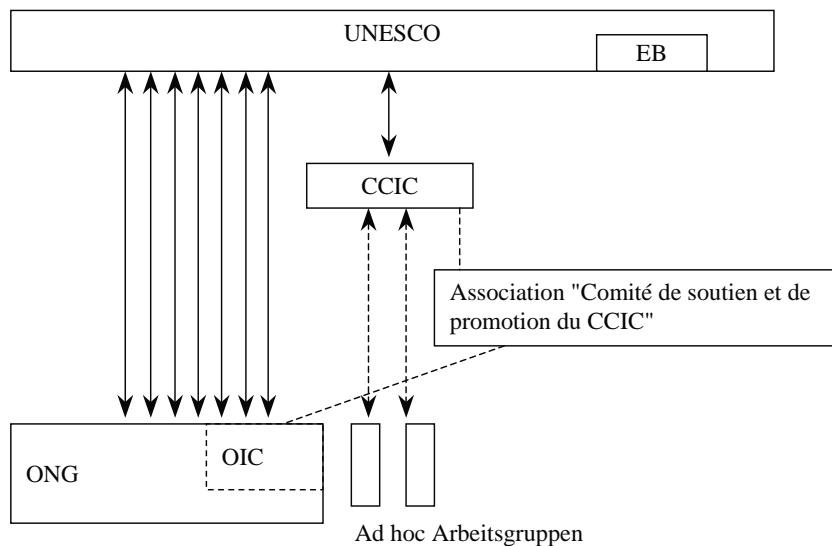 UNESCO
EB
CCIC
Association "Comité de soutien et de
promotion du CCIC"
OIC
ONG
Ad hoc Arbeitsgruppen